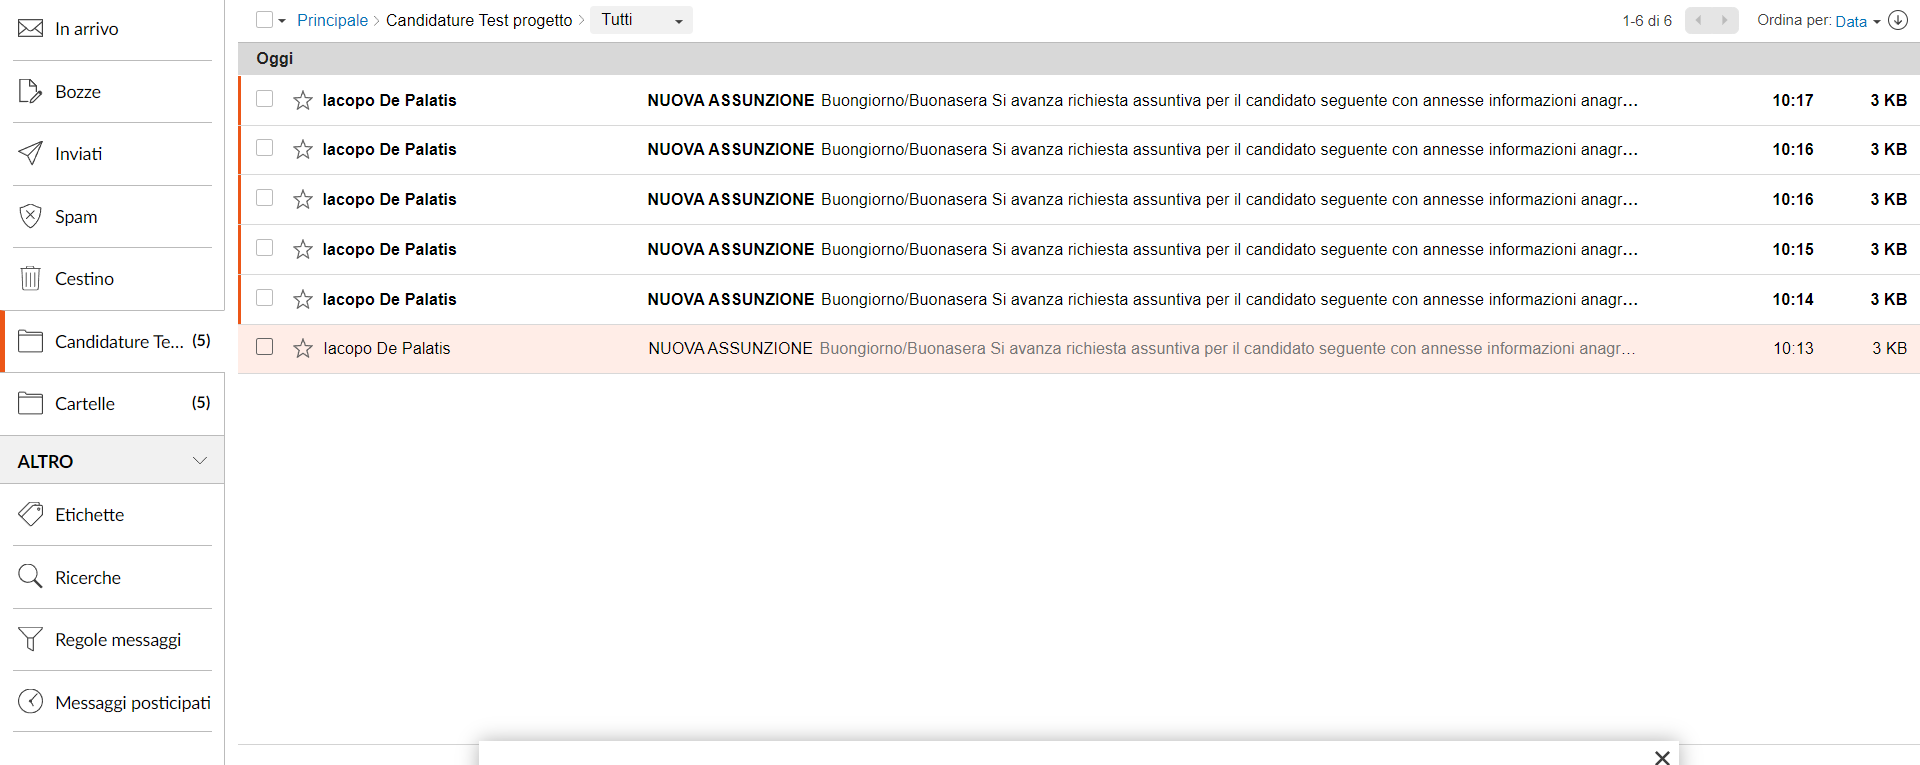 In arrivo
Bozze
Inviati
Spam
Cestino
Candidature Te... (5)
Cartelle (5)
ALTRO
Etichette
Ricerche
Regole messaggi
Messaggi posticipati
Principale Candidature Test progetto Tutti 1-6 di 6 Ordina per: Data
Oggi
Iacopo De Palatis NUOVA ASSUNZIONE Buongiorno/Buonasera Si avanza richiesta assuntiva per il candidato seguente con annesse informazioni anagr... 10:17 3 KB
Iacopo De Palatis NUOVA ASSUNZIONE Buongiorno/Buonasera Si avanza richiesta assuntiva per il candidato seguente con annesse informazioni anagr... 10:16 3 KB
Iacopo De Palatis NUOVA ASSUNZIONE Buongiorno/Buonasera Si avanza richiesta assuntiva per il candidato seguente con annesse informazioni anagr... 10:16 3 KB
Iacopo De Palatis NUOVA ASSUNZIONE Buongiorno/Buonasera Si avanza richiesta assuntiva per il candidato seguente con annesse informazioni anagr... 10:15 3 KB
Iacopo De Palatis NUOVA ASSUNZIONE Buongiorno/Buonasera Si avanza richiesta assuntiva per il candidato seguente con annesse informazioni anagr... 10:14 3 KB
Iacopo De Palatis NUOVA ASSUNZIONE Buongiorno/Buonasera Si avanza richiesta assuntiva per il candidato seguente con annesse informazioni anagr... 10:13 3 KB